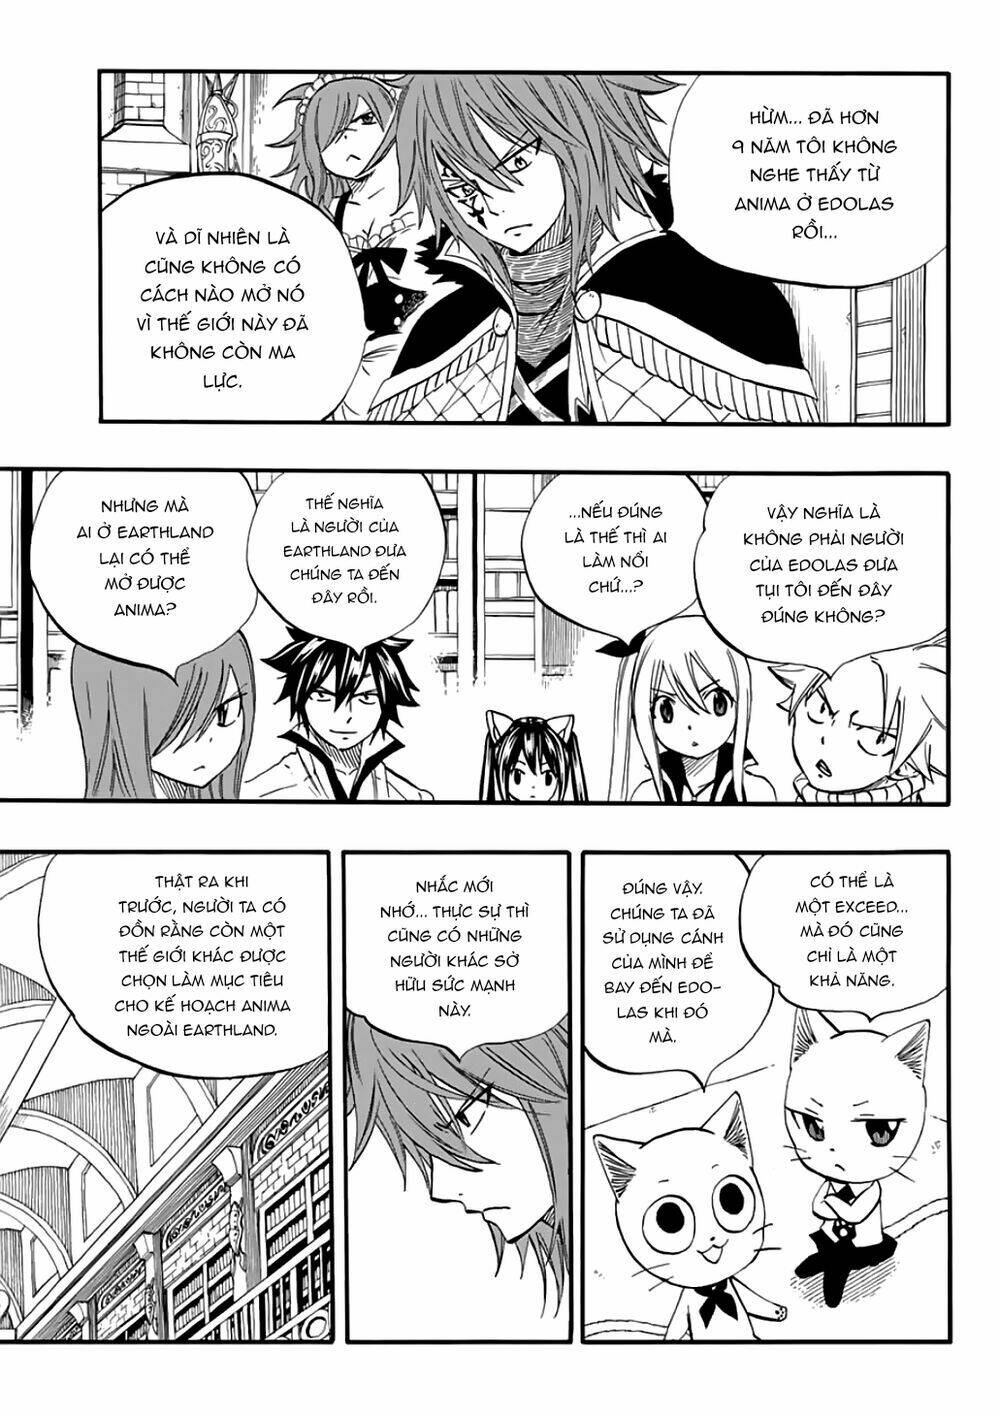 HỪM... ĐÃ HƠN
9 NĂM TÔI KHÔNG
NGHE THẤY TỪ
ANIMA Ở EDOLAS
RỒI...
VÀ DĨ NHIÊN LÀ
CŨNG KHÔNG CÓ
CÁCH NÀO MỞ NÓ
VÌ THẾ GIỚI NÀY ĐÃ
KHÔNG CÒN MA
LỰC.
VẬY NGHĨA LÀ
KHÔNG PHẢI NGƯỜI
CỦA EDOLAS ĐƯA
TỤI TÔI ĐẾN ĐÂY
ĐÚNG KHÔNG?
...NẾU ĐÚNG
LÀ THẾ THÌ AI
LÀM NỔI
CHỨ...?
THẾ NGHĨA
LÀ NGƯỜI CỦA
EARTHLAND ĐƯA
CHÚNG TA ĐẾN
ĐÂY RỒI.
NHƯNG MÀ
AI Ở EARTHLAND
LẠI CÓ THỂ
MỞ ĐƯỢC
ANIMA?
CÓ THỂ LÀ
MỘT EXCEED...
MÀ ĐÓ CŨNG
CHỈ LÀ MỘT
KHẢ NĂNG.
ĐÚNG VẬY.
CHÚNG TA ĐÃ
SỬ DỤNG CÁNH
CỦA MÌNH ĐỂ
BAY ĐẾN EDO-
LAS KHI ĐÓ
MÀ.
NHẮC MỚI
NHỚ... THỰC SỰ THÌ
CŨNG CÓ NHỮNG
NGƯỜI KHÁC SỞ
HỮU SỨC MẠNH
NÀY.
THẬT RA KHI
TRƯỚC, NGƯỜI TA CÓ
ĐỒN RẰNG CÒN MỘT
THẾ GIỚI KHÁC ĐƯỢC
CHỌN LÀM MỤC TIÊU
CHO KẾ HOẠCH ANIMA
NGOÀI EARTHLAND.